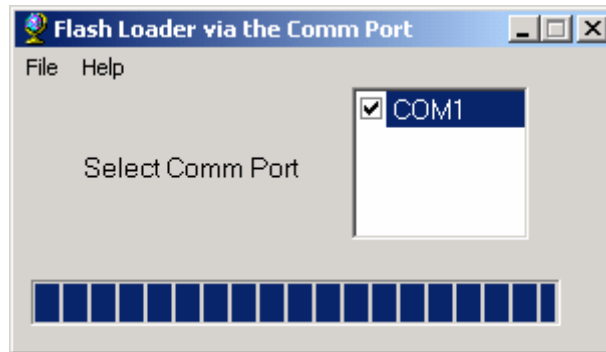 Flash Loader via the Comm Port
File Help
COM1
Select Comm Port